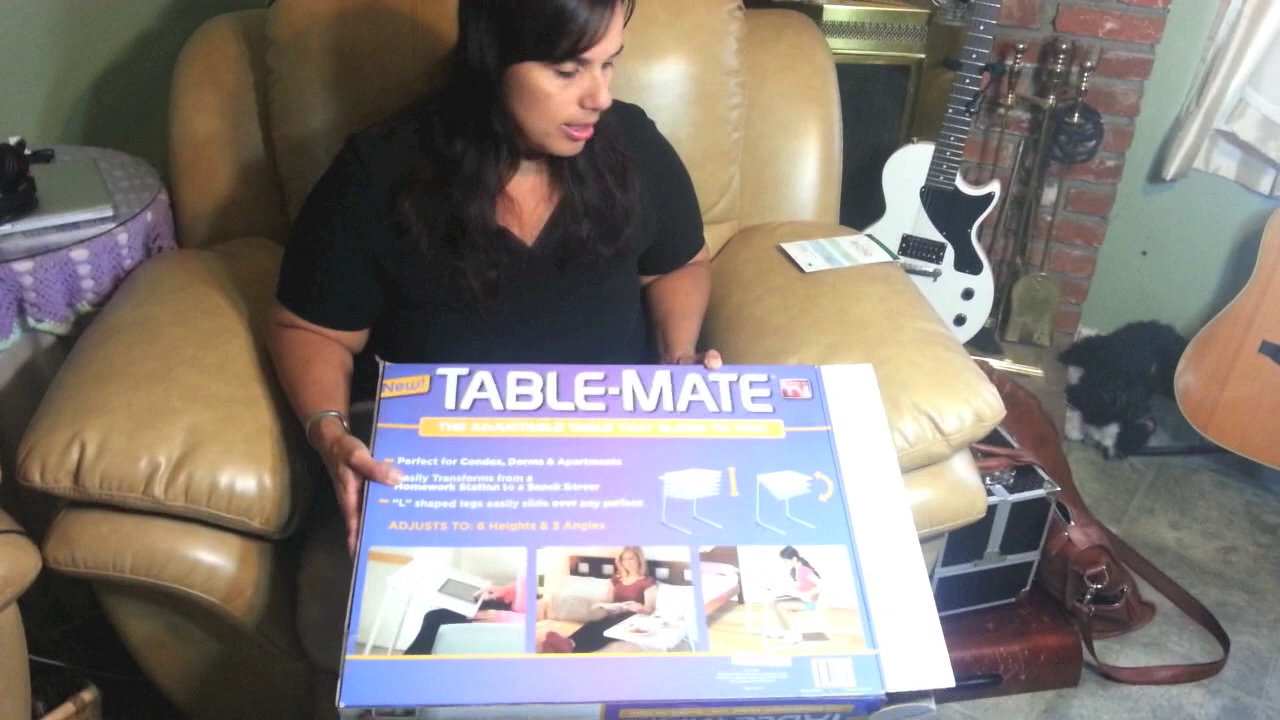 New!
TABLE-MATE
TV
THE ADJUSTABLE TABLE THAT SLIDES TO YOU!
Perfect for Condos, Dorms & Apartments
Easily Transforms from a
Homework Station to a Snack Server
"L" shaped legs easily slide over any surface
ADJUSTS TO: 6 Heights & 3 Angles